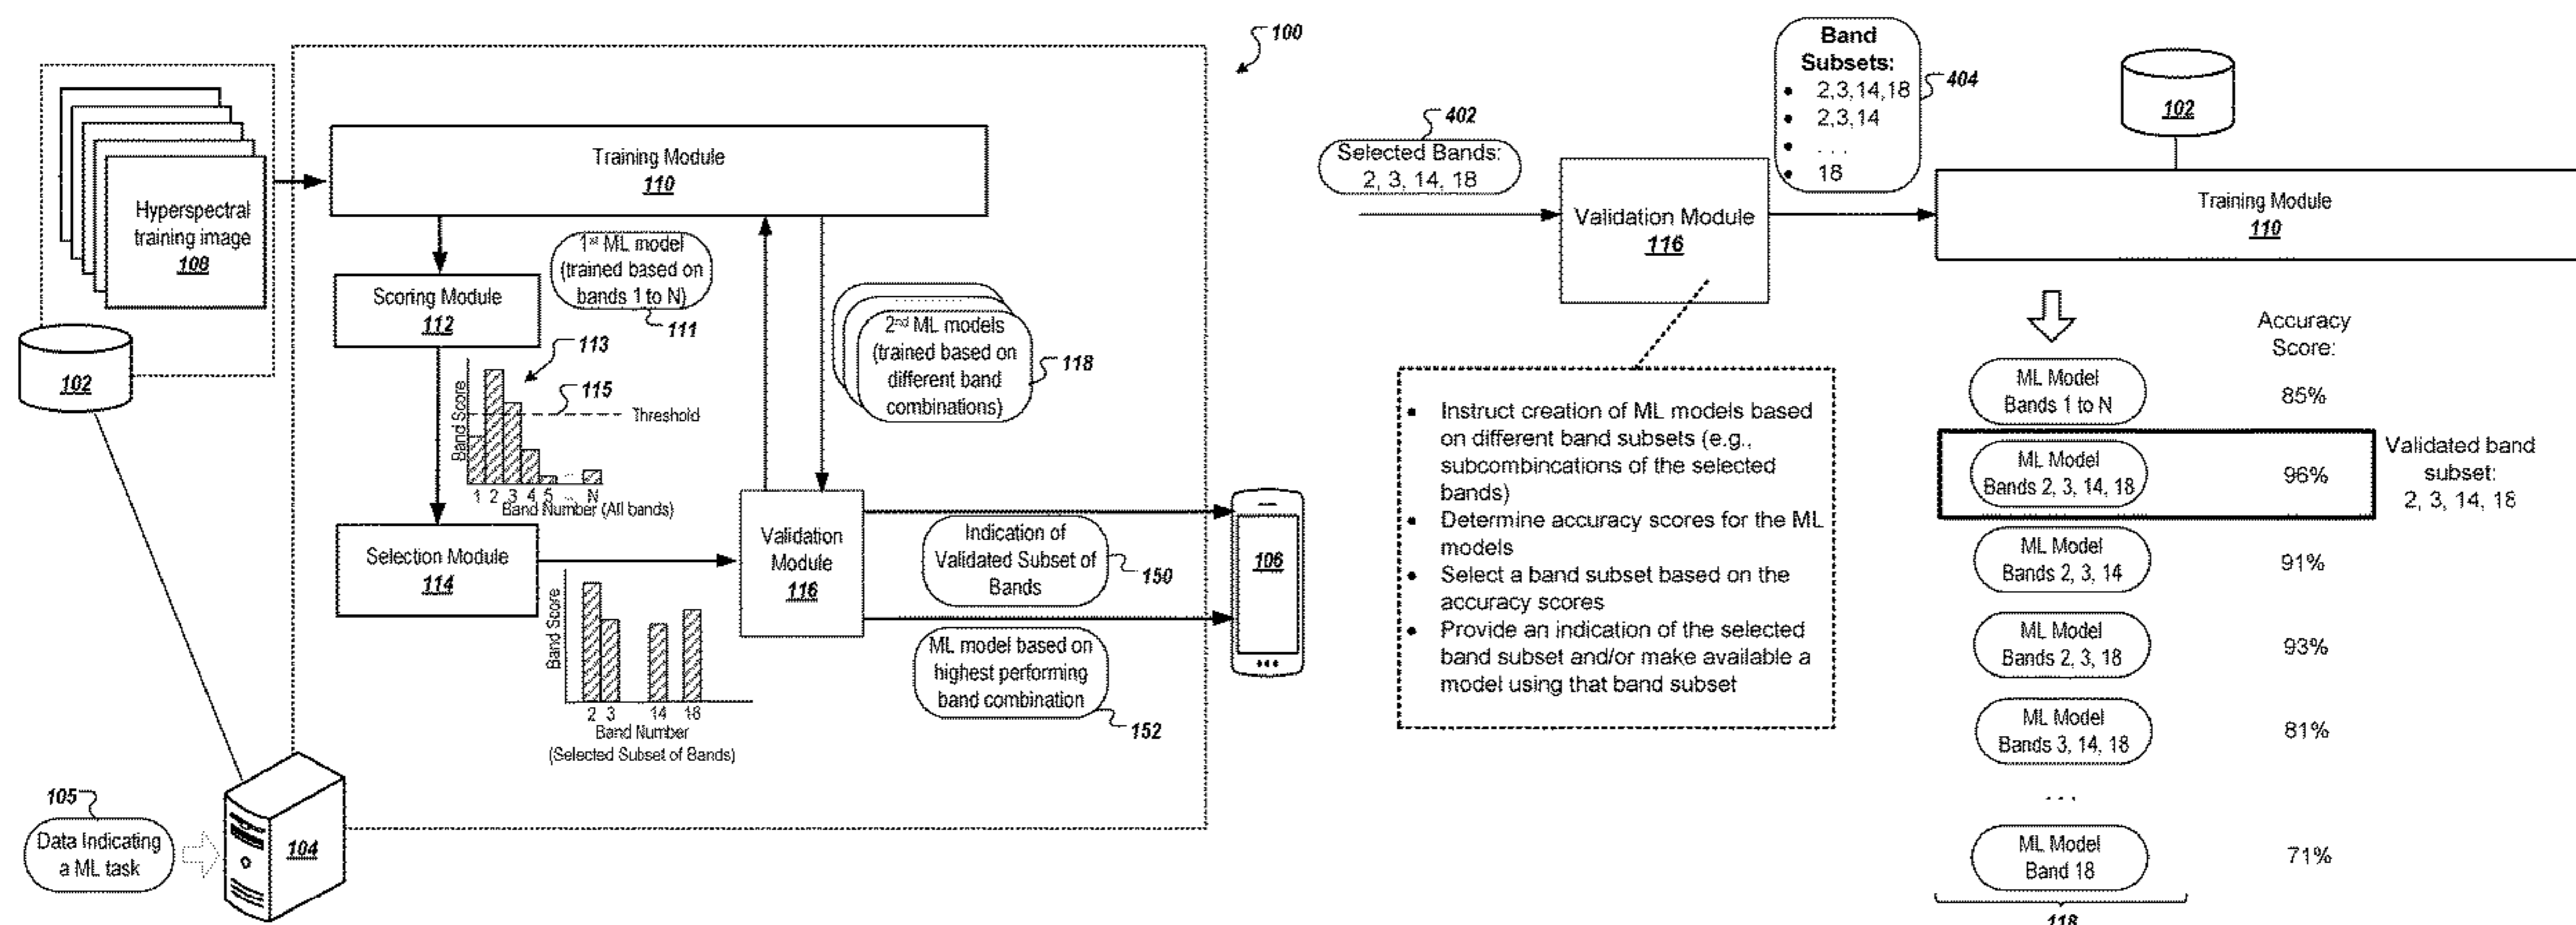 100
Hyperspectral
training image
108
102
Training Module
110
1st ML model
(trained based on
bands 1 to N)
111
Scoring Module
112
113
115
Threshold
Band Score
1 2 3 4 5 ... N
Band Number (All bands)
2nd ML models
(trained based on
different band
combinations)
118
Selection Module
114
Band Score
2 3 14 18
Band Number
(Selected Subset of Bands)
Validation
Module
116
Indication of
Validated Subset of
Bands
150
ML model based on
highest performing
band combination
152
106
105
Data Indicating
a ML task
104
402
Selected Bands:
2, 3, 14, 18
Validation Module
116
Band
Subsets:
• 2,3,14,18
• 2,3,14
• . . .
• 18
404
102
Training Module
110
• Instruct creation of ML models based
on different band subsets (e.g.,
subcombincations of the selected
bands)
• Determine accuracy scores for the ML
models
• Select a band subset based on the
accuracy scores
• Provide an indication of the selected
band subset and/or make available a
model using that band subset
Accuracy
Score:
ML Model
Bands 1 to N
85%
ML Model
Bands 2, 3, 14, 18
96%
Validated band
subset:
2, 3, 14, 18
ML Model
Bands 2, 3, 14
91%
ML Model
Bands 2, 3, 18
93%
ML Model
Bands 3, 14, 18
81%
...
ML Model
Band 18
71%
118